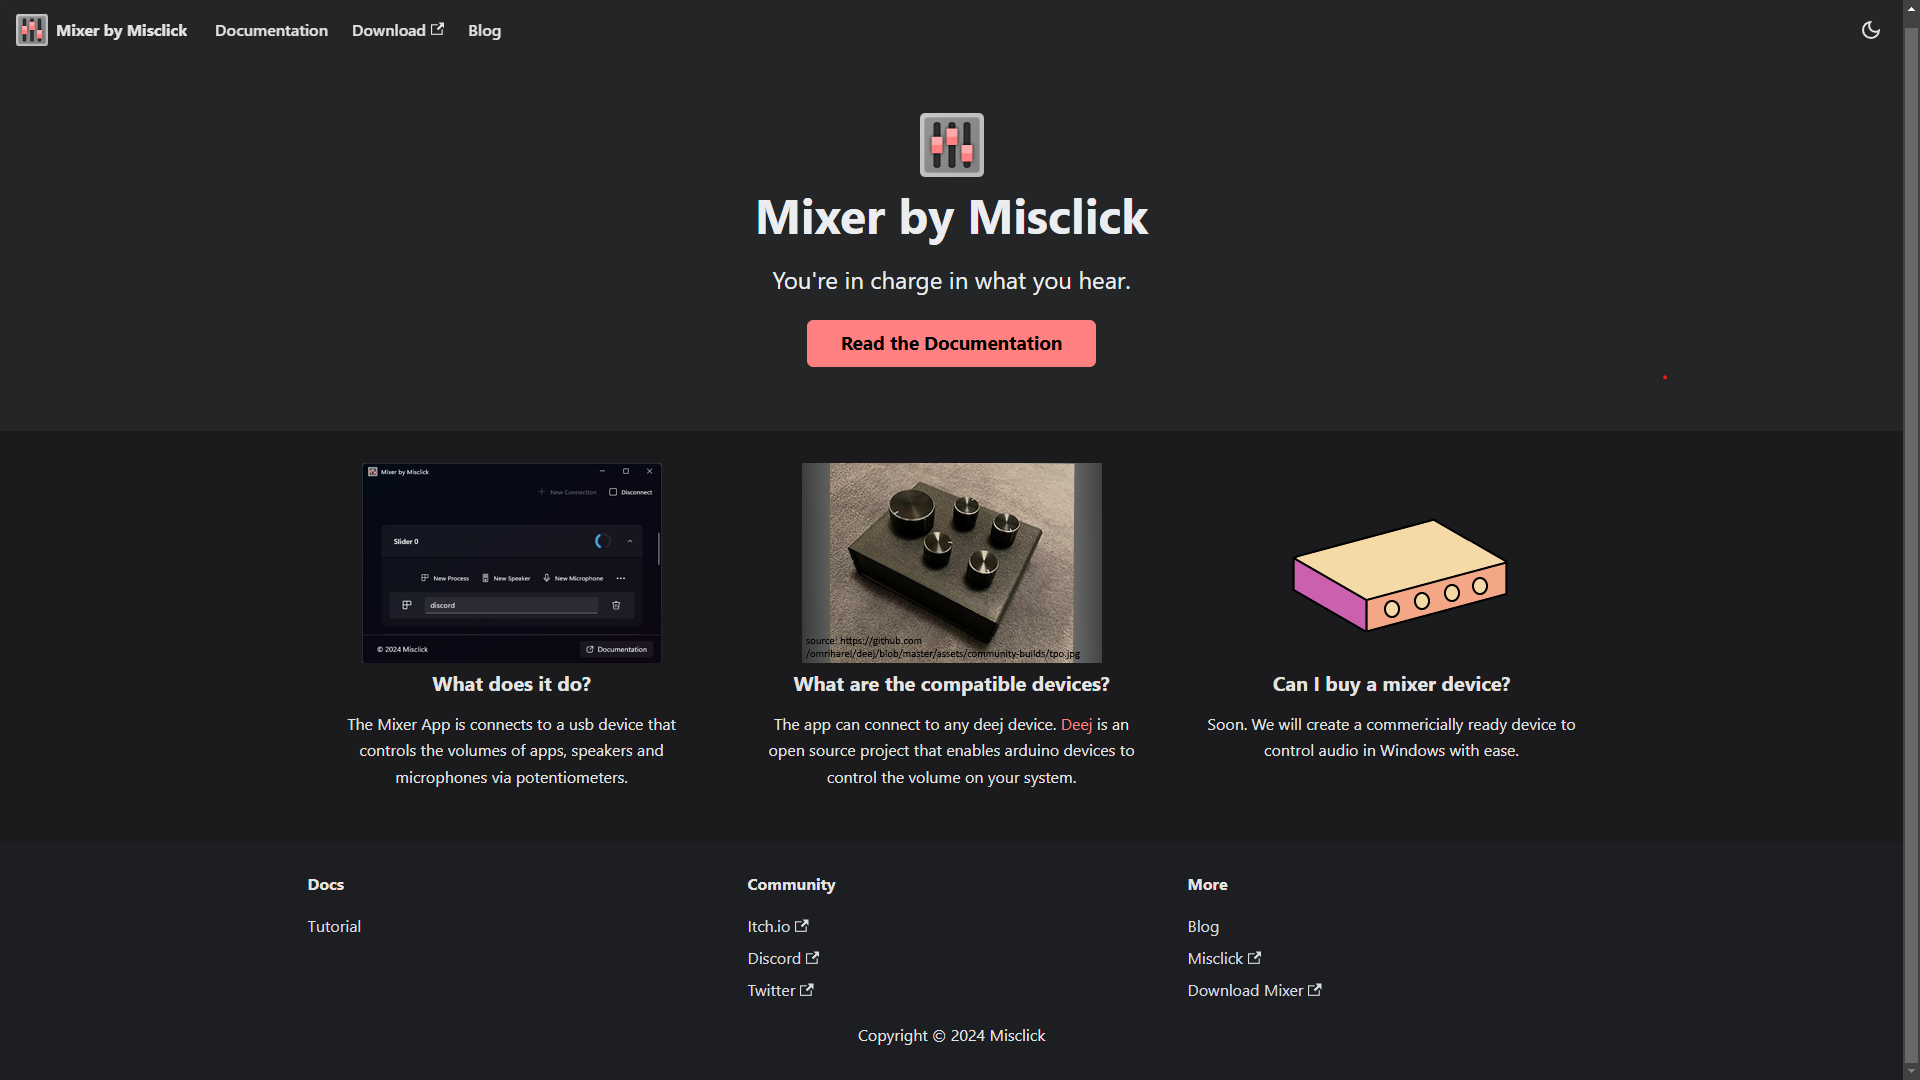 Mixer by Misclick
Documentation
Download
Blog
Mixer by Misclick
You're in charge in what you hear.
Read the Documentation
Mixer by Misclick
New Connection
Disconnect
Slider 0
New Process
New Speaker
New Microphone
discord
© 2024 Misclick
Documentation
source: https://github.com
/omriharel/deej/blob/master/assets/community-builds/tpo.jpg
What does it do?
The Mixer App is connects to a usb device that
controls the volumes of apps, speakers and
microphones via potentiometers.
What are the compatible devices?
The app can connect to any deej device. Deej is an
open source project that enables arduino devices to
control the volume on your system.
Can I buy a mixer device?
Soon. We will create a commericially ready device to
control audio in Windows with ease.
Docs
Tutorial
Community
Itch.io
Discord
Twitter
More
Blog
Misclick
Download Mixer
Copyright © 2024 Misclick